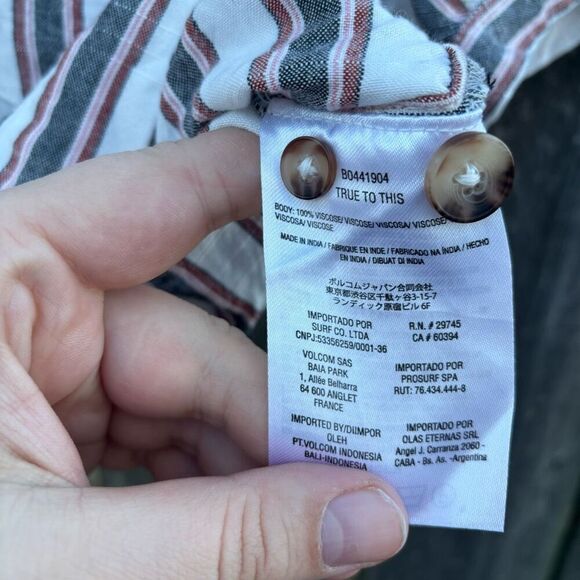 B0441904
TRUE TO THIS
BODY: 100% VISCOSE/ VISCOSE/ VISCOSA/ VISCOSE/
VISCOSA/ VISCOSE
MADE IN INDIA / FABRIQUE EN INDE / FABRICADO NA ÍNDIA / HECHO
EN INDIA / DIBUAT DI INDIA
ボルコムジャパン合同会社
東京都渋谷区千駄ヶ谷3-15-7
ランディック原宿ビル 6F
IMPORTADO POR
SURF CO. LTDA
CNPJ:53356259/0001-36
R.N. # 29745
CA # 60394
VOLCOM SAS
BAIA PARK
1, Allée Belharra
64 600 ANGLET
FRANCE
IMPORTADO POR
PROSURF SPA
RUT: 76.434.444-8
IMPORTED BY/DIIMPOR
OLEH
PT.VOLCOM INDONESIA
BALI-INDONESIA
IMPORTADO POR
OLAS ETERNAS SRL
Angel J. Carranza 2060 -
CABA - Bs. As. -Argentina